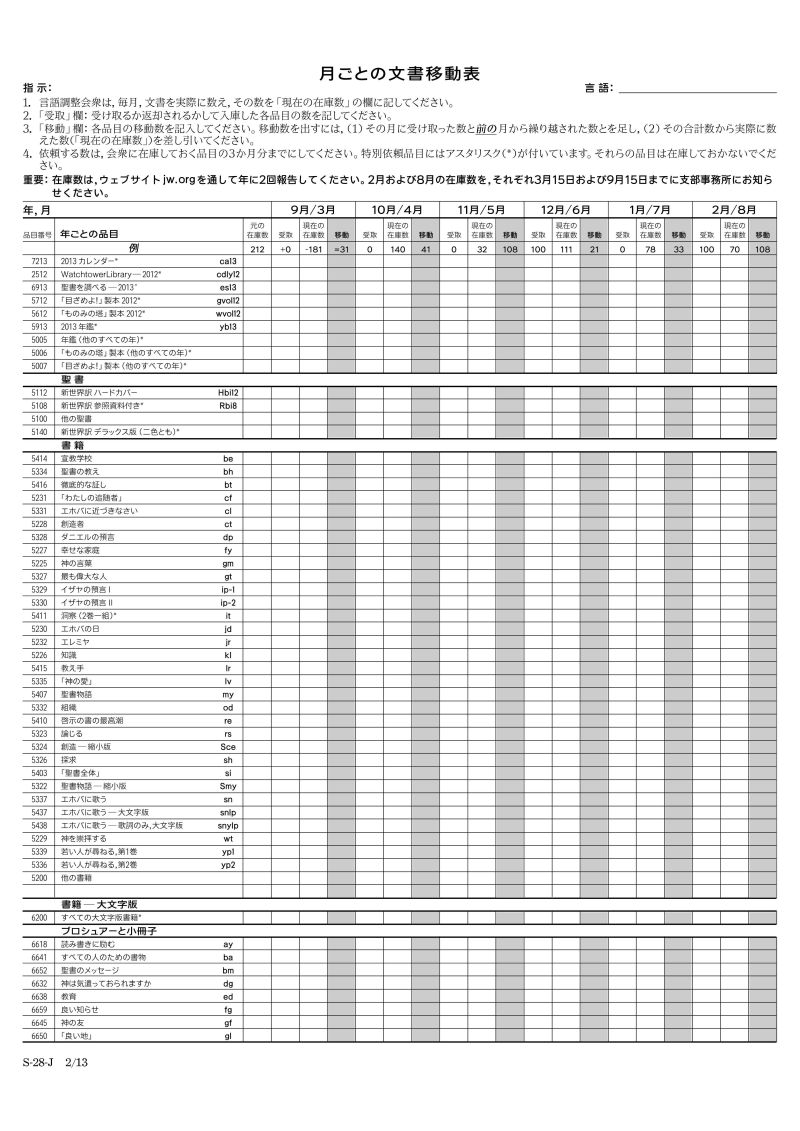 月ごとの文書移動表
指 示： 言 語：
1. 言語調整会衆は，毎月，文書を実際に数え，その数を「現在の在庫数」の欄に記してください。
2. 「受取」欄：受け取るか返却されるかして入庫した各品目の数を記してください。
3. 「移動」欄：各品目の移動数を記入してください。移動数を出すには，（1）その月に受け取った数と前の月から繰り越された数とを足し，（2）その合計数から実際に数
えた数（「現在の在庫数」）を差し引いてください。
4. 依頼する数は，会衆に在庫しておく品目の3か月分までにしてください。特別依頼品目にはアスタリスク（*）が付いています。それらの品目は在庫しておかないでくだ
さい。
重要：在庫数は，ウェブサイト jw.org を通して年に2回報告してください。2月および8月の在庫数を，それぞれ3月15日および9月15日までに支部事務所にお知ら
せください。
年，月 9月/3月 10月/4月 11月/5月 12月/6月 1月/7月 2月/8月
品目番号 年ごとの品目 元の在庫数 受取 現在の在庫数 移動 受取 現在の在庫数 移動 受取 現在の在庫数 移動 受取 現在の在庫数 移動 受取 現在の在庫数 移動 受取 現在の在庫数 移動
例 212 +0 -181 =31 0 140 41 0 32 108 100 111 21 0 78 33 100 70 108
7213 2013 カレンダー* ca13
2512 WatchtowerLibrary — 2012* cdlyl2
6913 聖書を調べる — 2013* es13
5712 「目ざめよ！」製本 2012* gvol12
5612 「ものみの塔」製本 2012* wvol12
5913 2013 年鑑* yb13
5005 年鑑（他のすべての年）*
5006 「ものみの塔」製本（他のすべての年）*
5007 「目ざめよ！」製本（他のすべての年）*
聖 書
5112 新世界訳 ハードカバー Hbi12
5108 新世界訳 参照資料付き* Rbi8
5100 他の聖書
5140 新世界訳 デラックス版（二色とも）*
書 籍
5414 宣教学校 be
5334 聖書の教え bh
5416 徹底的な証し bt
5231 「わたしの追随者」 cf
5331 エホバに近づきなさい cl
5228 創造者 ct
5328 ダニエルの預言 dp
5227 幸せな家庭 fy
5225 神の言葉 gm
5327 最も偉大な人 gt
5329 イザヤの預言 I ip-1
5330 イザヤの預言 II ip-2
5411 洞察（2巻一組）* it
5230 エホバの日 jd
5232 エレミヤ jr
5226 知識 kl
5415 教え手 lr
5335 「神の愛」 lv
5407 聖書物語 my
5332 組織 od
5410 啓示の書の最高潮 re
5323 論じる rs
5324 創造 — 縮小版 Sce
5326 探求 sh
5403 「聖書全体」 si
5322 聖書物語 — 縮小版 Smy
5337 エホバに歌う sn
5437 エホバに歌う — 大文字版 snlp
5438 エホバに歌う — 歌詞のみ，大文字版 snylp
5229 神を崇拝する wt
5339 若い人が尋ねる，第1巻 yp1
5336 若い人が尋ねる，第2巻 yp2
5200 他の書籍
書籍 — 大文字版
6200 すべての大文字版書籍*
ブロシュアーと小冊子
6618 読み書きに励む ay
6641 すべての人のための書物 ba
6652 聖書のメッセージ bm
6632 神は気遣っておられますか dg
6638 教育 ed
6659 良い知らせ fg
6645 神の友 gf
6650 「良い地」 gl
S-28-J 2/13